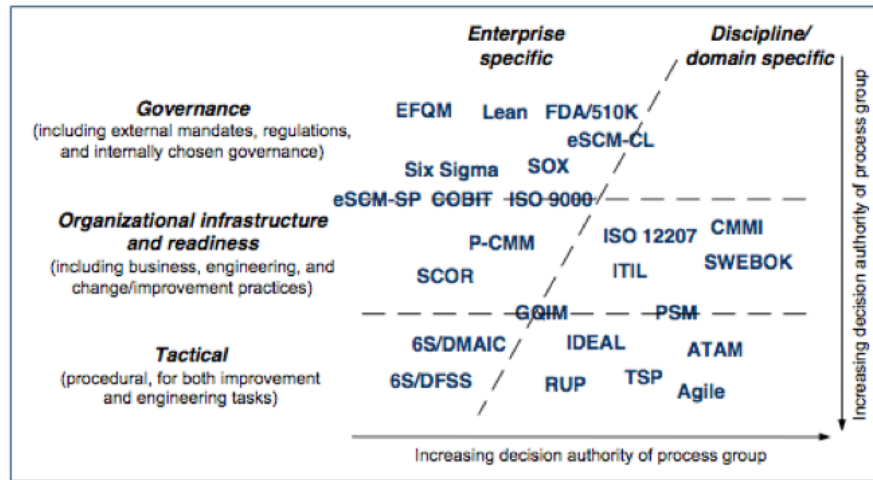 Enterprise
specific
Discipline/
domain specific
Governance
(including external mandates, regulations,
and internally chosen governance)
EFQM
Lean
FDA/510K
eSCM-CL
Six Sigma
SOX
eSCM-SP
COBIT
ISO 9000
Organizational infrastructure
and readiness
(including business, engineering, and
change/improvement practices)
P-CMM
ISO 12207
CMMI
SCOR
ITIL
SWEBOK
GQIM
PSM
Tactical
(procedural, for both improvement
and engineering tasks)
6S/DMAIC
IDEAL
ATAM
6S/DFSS
RUP
TSP
Agile
Increasing decision authority of process group
Increasing decision authority of process group